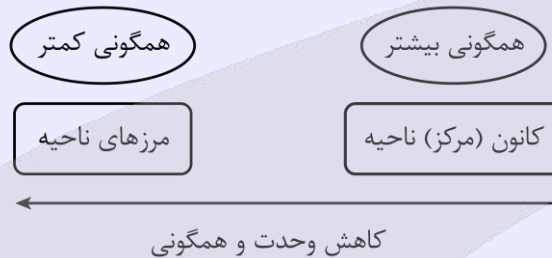 همگونی بیشتر
همگونی کمتر
کانون (مرکز) ناحیه
مرزهای ناحیه
کاهش وحدت و همگونی